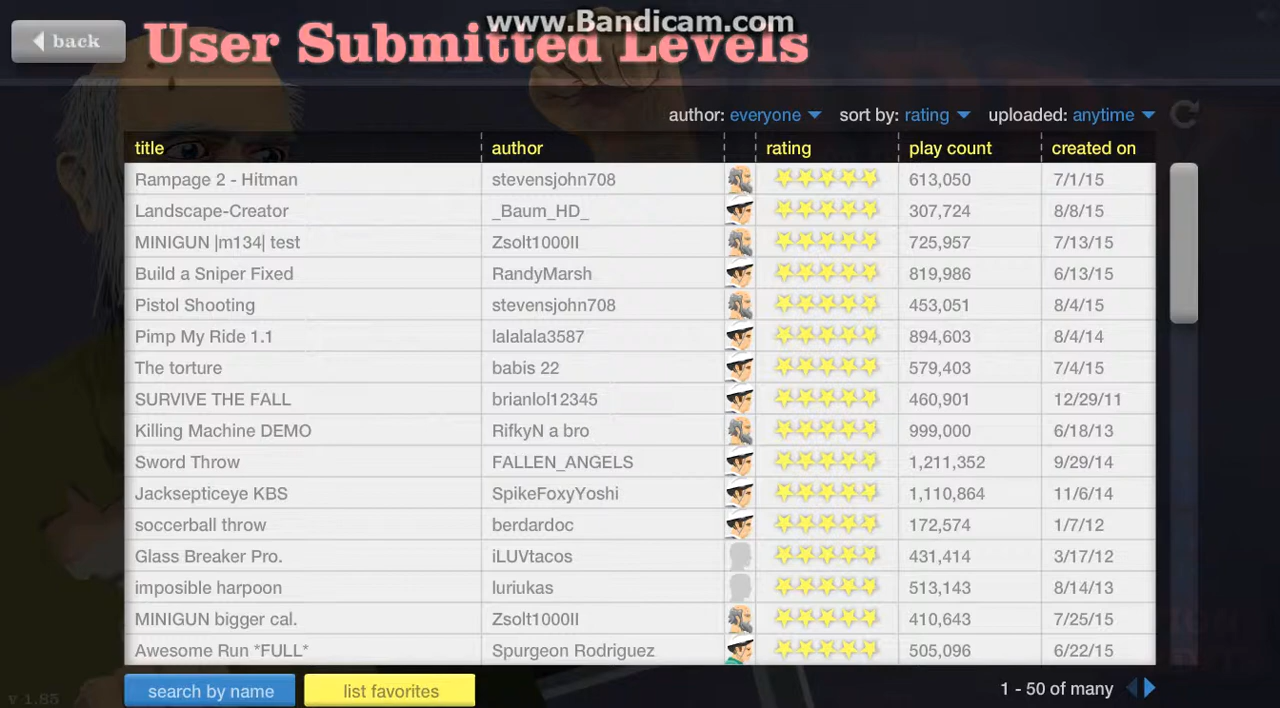 www.Bandicam.com
back
User Submitted Levels
author: everyone sort by: rating uploaded: anytime
title author rating play count created on
Rampage 2 - Hitman stevensjohn708 613,050 7/1/15
Landscape-Creator _Baum_HD_ 307,724 8/8/15
MINIGUN |m134| test Zsolt1000II 725,957 7/13/15
Build a Sniper Fixed RandyMarsh 819,986 6/13/15
Pistol Shooting stevensjohn708 453,051 8/4/15
Pimp My Ride 1.1 lalalala3587 894,603 8/4/14
The torture babis 22 579,403 7/4/15
SURVIVE THE FALL brianlol12345 460,901 12/29/11
Killing Machine DEMO RifkyN a bro 999,000 6/18/13
Sword Throw FALLEN_ANGELS 1,211,352 9/29/14
Jacksepticeye KBS SpikeFoxyYoshi 1,110,864 11/6/14
soccerball throw berdardoc 172,574 1/7/12
Glass Breaker Pro. iLUVtacos 431,414 3/17/12
imposible harpoon luriukas 513,143 8/14/13
MINIGUN bigger cal. Zsolt1000II 410,643 7/25/15
Awesome Run *FULL* Spurgeon Rodriguez 505,096 6/22/15
v 1.85 search by name list favorites 1 - 50 of many